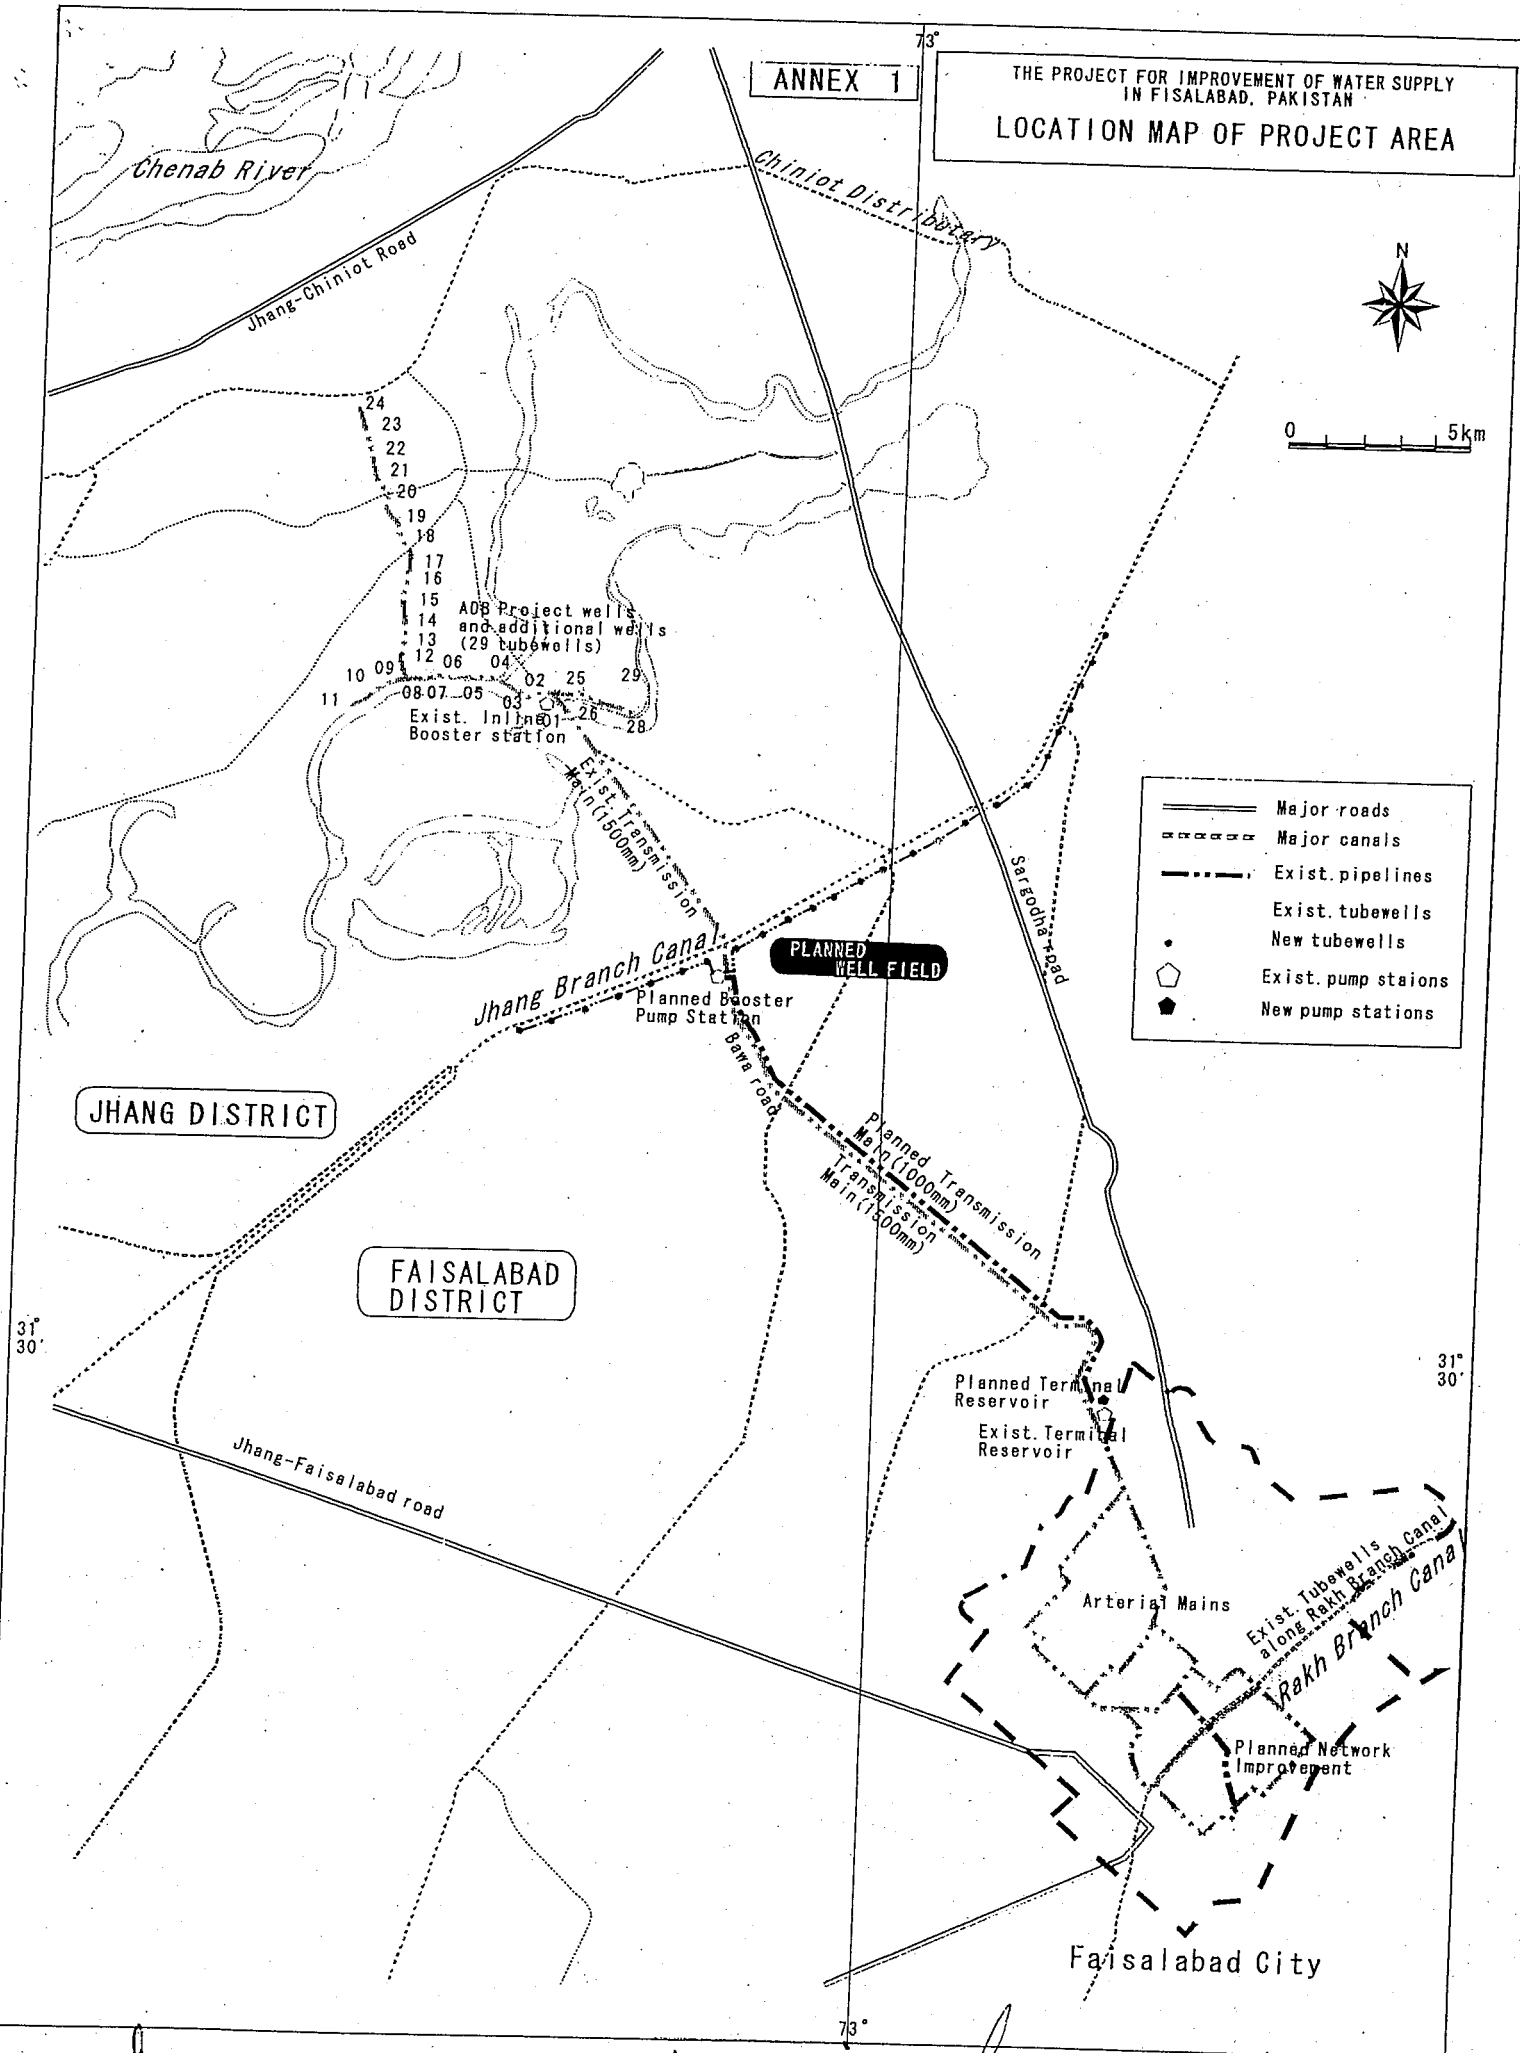 73°
ANNEX 1
THE PROJECT FOR IMPROVEMENT OF WATER SUPPLY
IN FISALABAD, PAKISTAN
LOCATION MAP OF PROJECT AREA
Chenab River
Chiniot Distributary
Jhang-Chiniot Road
N
0 5km
24
23
22
21
20
19
18
17
16
15
14
13
12
ADB Project wells
and additional wells
(29 tubewells)
10 09 06 04
11 08 07 05 03 02 25 29
01 26 28
Exist. Inline
Booster station
Exist. Transmission
Main(1500mm)
Major roads
Major canals
Exist. pipelines
Exist. tubewells
New tubewells
Exist. pump staions
New pump stations
Sargodha road
PLANNED
WELL FIELD
Jhang Branch Canal
Planned Booster
Pump Station
Bawa road
JHANG DISTRICT
Planned Transmission
Main(1000mm)
Transmission
Main(1500mm)
FAISALABAD
DISTRICT
31°
30'
31°
30'
Planned Terminal
Reservoir
Exist. Terminal
Reservoir
Jhang-Faisalabad road
Arterial Mains
Exist. Tubewells
along Rakh Branch Canal
Rakh Branch Canal
Planned Network
Improvement
Faisalabad City
73°